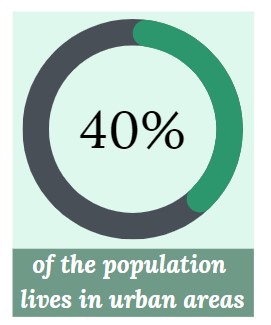 40%
of the population
lives in urban areas